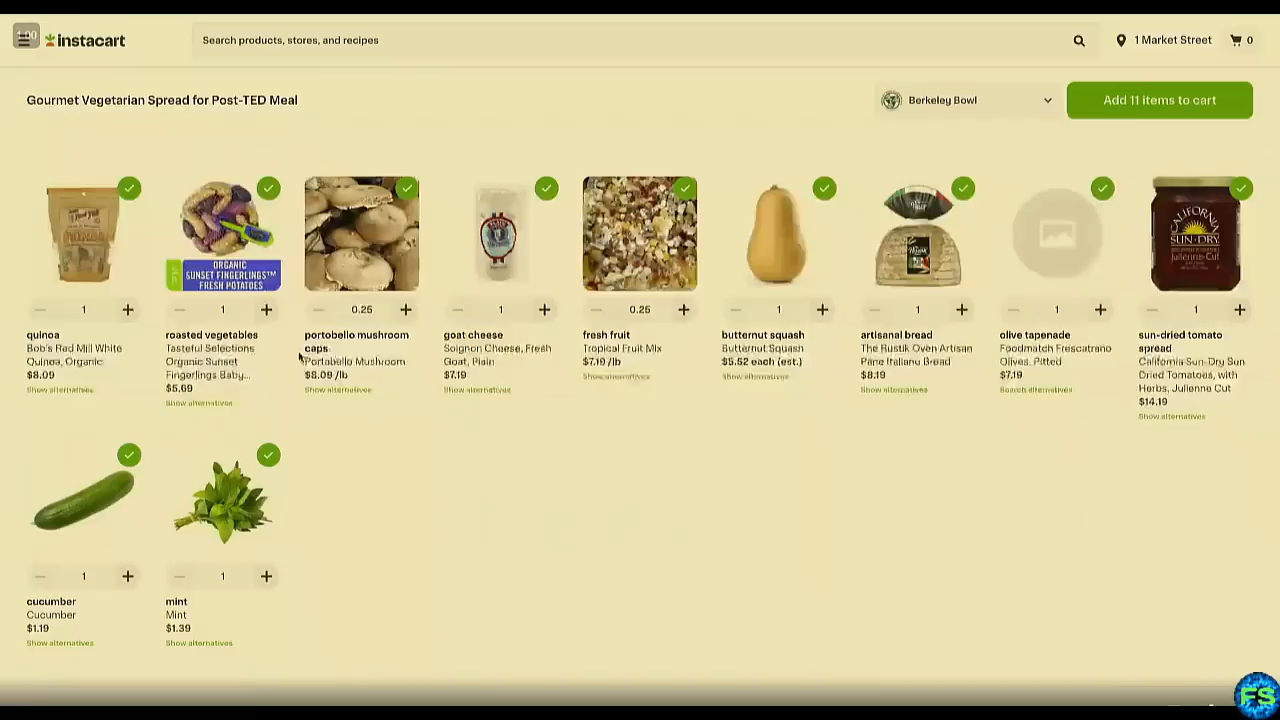 1.00
instacart
Search products, stores, and recipes
1 Market Street
0
Gourmet Vegetarian Spread for Post-TED Meal
Berkeley Bowl
Add 11 items to cart
ORGANIC
SUNSET FINGERLINGS™
FRESH POTATOES
CALIFORNIA
SUN-DRY
Julienne-Cut
1
1
0.25
1
0.25
1
1
1
1
quinoa
Bob's Red Mill White
Quinoa, Organic
$8.09
Show alternatives
roasted vegetables
Tasteful Selections
Organic Sunset
Fingerlings Baby...
$5.69
Show alternatives
portobello mushroom
caps
Portobello Mushroom
$8.09 /lb
Show alternatives
goat cheese
Soignon Cheese, Fresh
Goat, Plain
$7.19
Show alternatives
fresh fruit
Tropical Fruit Mix
$7.19 /lb
Show alternatives
butternut squash
Butternut Squash
$5.52 each (est.)
Show alternatives
artisanal bread
The Rustik Oven Artisan
Pane Italiano Bread
$8.19
Show alternatives
olive tapenade
Foodmatch Frescatrano
Olives, Pitted
$7.19
Search alternatives
sun-dried tomato
spread
California Sun-Dry Sun
Dried Tomatoes, with
Herbs, Julienne Cut
$14.19
Show alternatives
1
1
cucumber
Cucumber
$1.19
Show alternatives
mint
Mint
$1.39
Show alternatives
FS